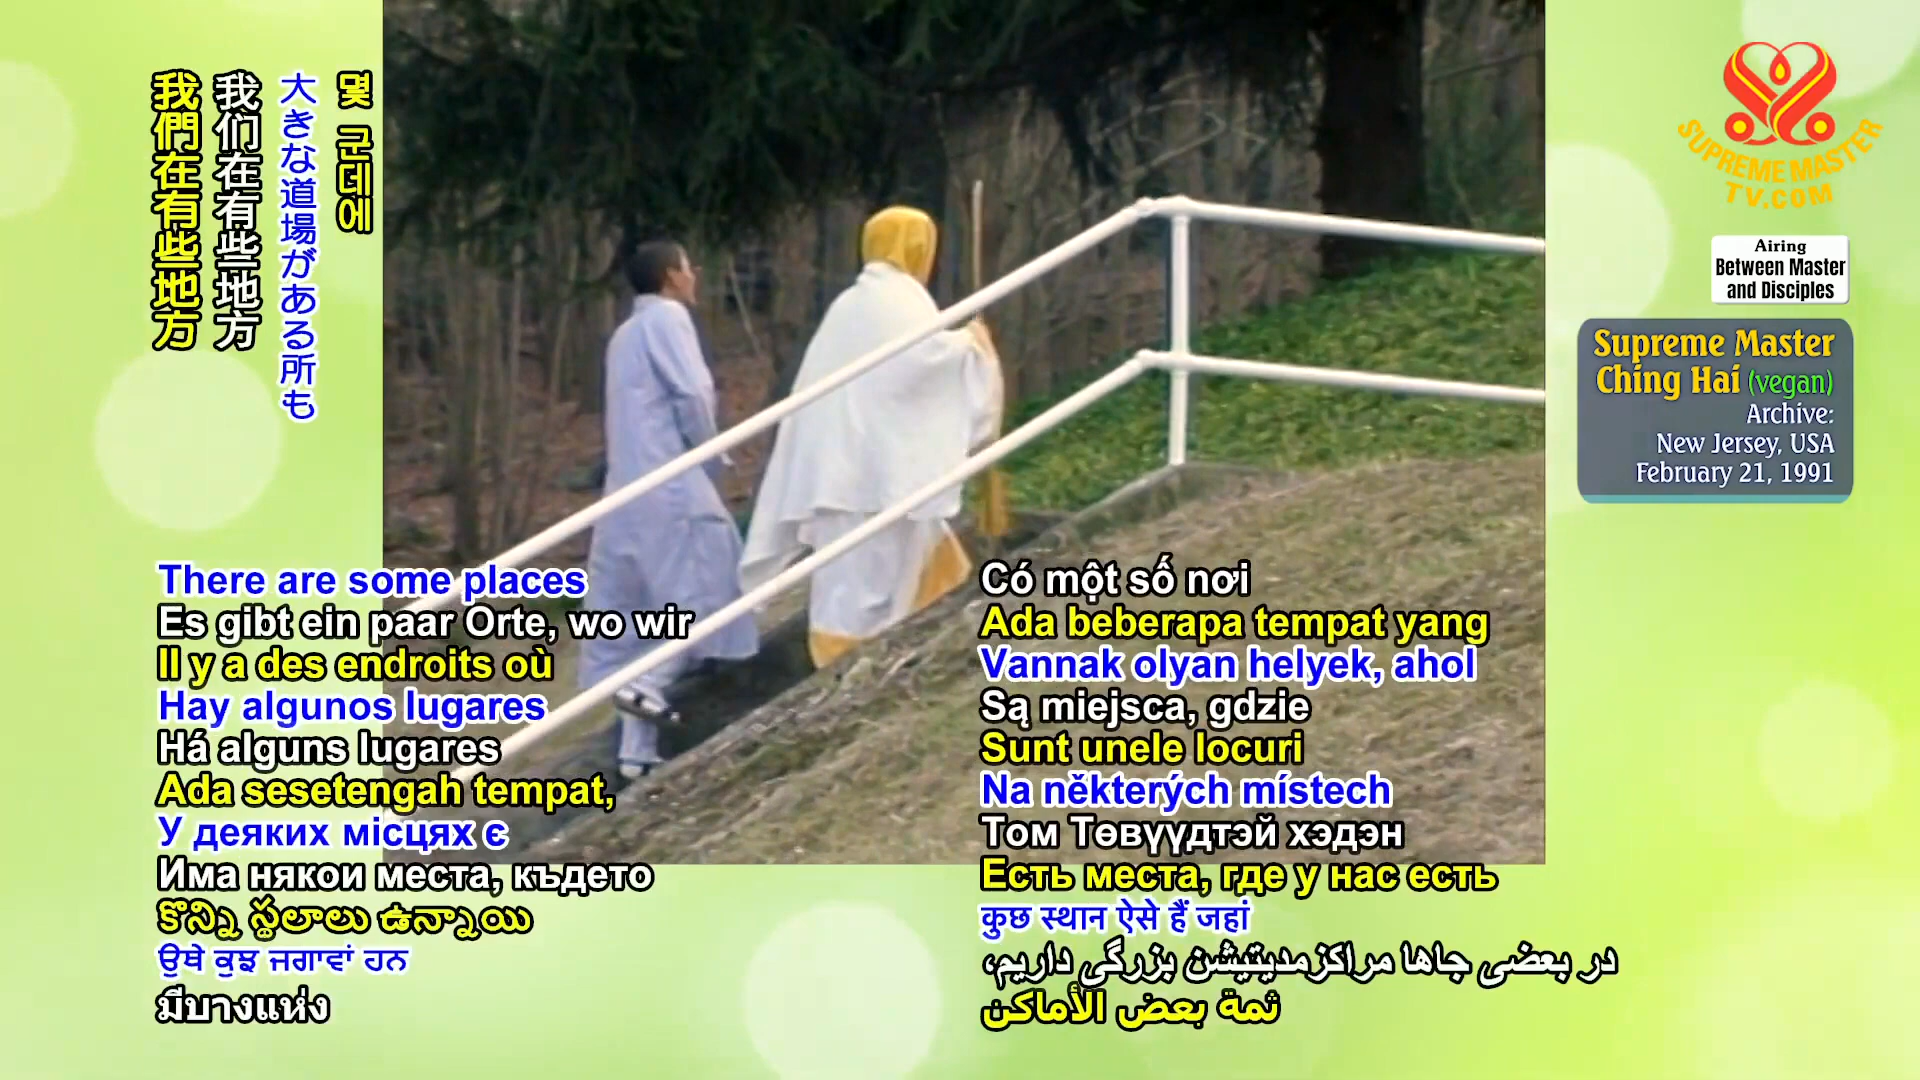 我們在有些地方
我们在有些地方
大きな道場がある所も
몇 군데에
SUPREME MASTER
TV.COM
Airing
Between Master
and Disciples
Supreme Master
Ching Hai (vegan)
Archive:
New Jersey, USA
February 21, 1991
There are some places
Es gibt ein paar Orte, wo wir
Il y a des endroits où
Hay algunos lugares
Há alguns lugares
Ada sesetengah tempat,
У деяких місцях є
Има някои места, където
కొన్ని స్థలాలు ఉన్నాయి
ਉਥੇ ਕੁਝ ਜਗਾਵਾਂ ਹਨ
มีบางแห่ง
Có một số nơi
Ada beberapa tempat yang
Vannak olyan helyek, ahol
Są miejsca, gdzie
Sunt unele locuri
Na některých místech
Том Төвүүдтэй хэдэн
Есть места, где у нас есть
कुछ स्थान ऐसे हैं जहां
در بعضی جاها مراکزمدیتیشن بزرگی داریم،
ثمة بعض الأماكن